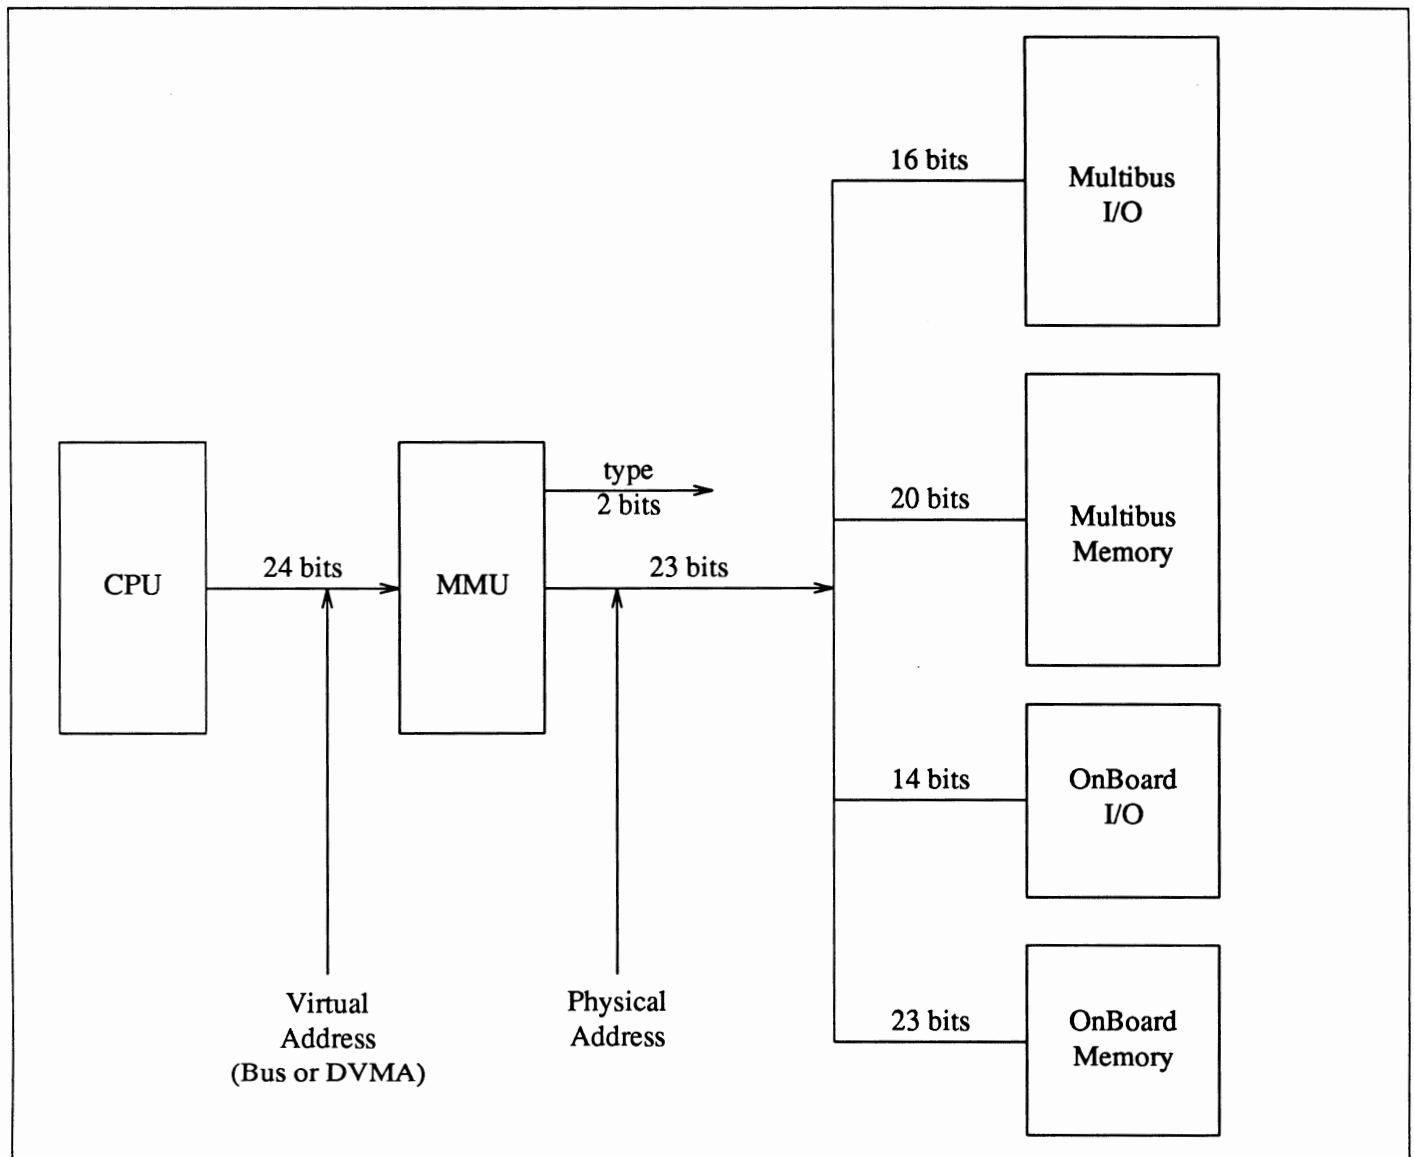 16 bits
Multibus
I/O
type
2 bits
20 bits
Multibus
Memory
CPU
24 bits
MMU
23 bits
14 bits
OnBoard
I/O
Virtual
Address
(Bus or DVMA)
Physical
Address
23 bits
OnBoard
Memory